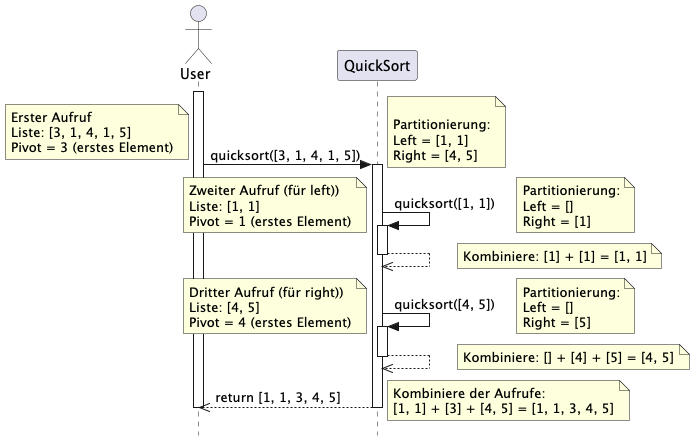 User
QuickSort
Erster Aufruf
Liste: [3, 1, 4, 1, 5]
Pivot = 3 (erstes Element)
Partitionierung:
Left = [1, 1]
Right = [4, 5]
quicksort([3, 1, 4, 1, 5])
Zweiter Aufruf (für left))
Liste: [1, 1]
Pivot = 1 (erstes Element)
quicksort([1, 1])
Partitionierung:
Left = []
Right = [1]
Kombiniere: [1] + [1] = [1, 1]
Dritter Aufruf (für right))
Liste: [4, 5]
Pivot = 4 (erstes Element)
quicksort([4, 5])
Partitionierung:
Left = []
Right = [5]
Kombiniere: [] + [4] + [5] = [4, 5]
return [1, 1, 3, 4, 5]
Kombiniere der Aufrufe:
[1, 1] + [3] + [4, 5] = [1, 1, 3, 4, 5]